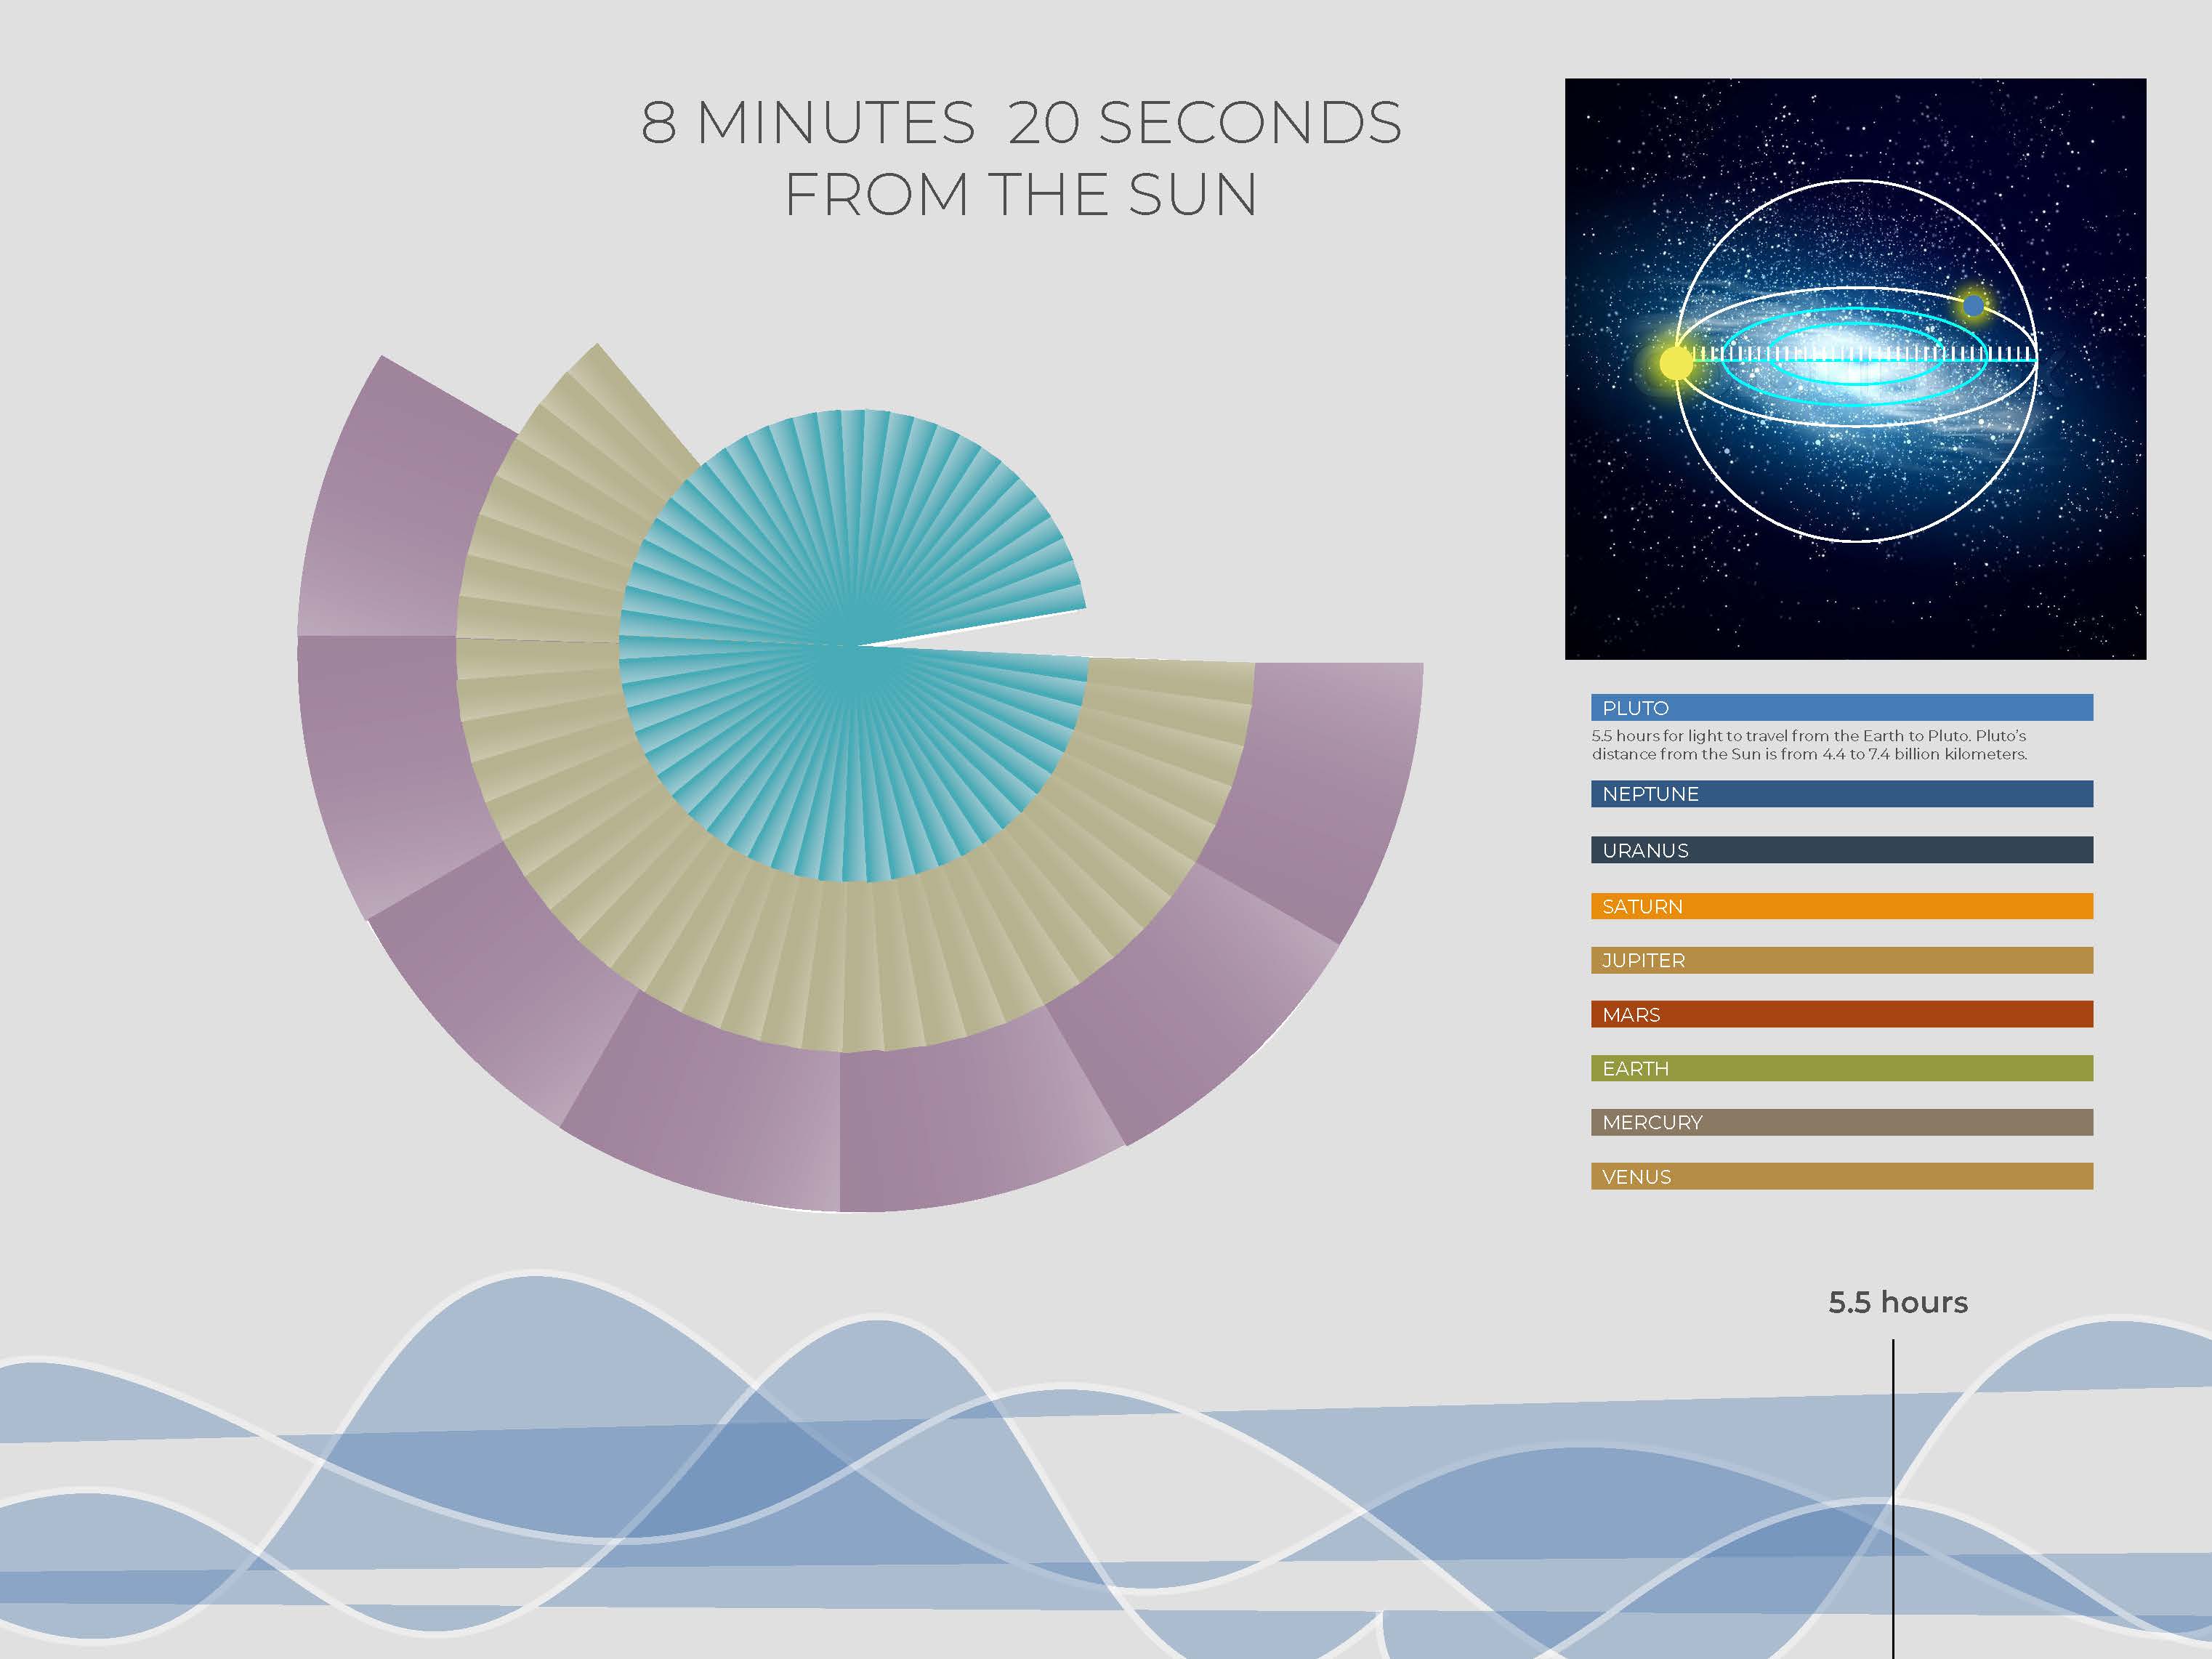 8 MINUTES 20 SECONDS
FROM THE SUN
PLUTO
5.5 hours for light to travel from the Earth to Pluto. Pluto’s
distance from the Sun is from 4.4 to 7.4 billion kilometers.
NEPTUNE
URANUS
SATURN
JUPITER
MARS
EARTH
MERCURY
VENUS
5.5 hours